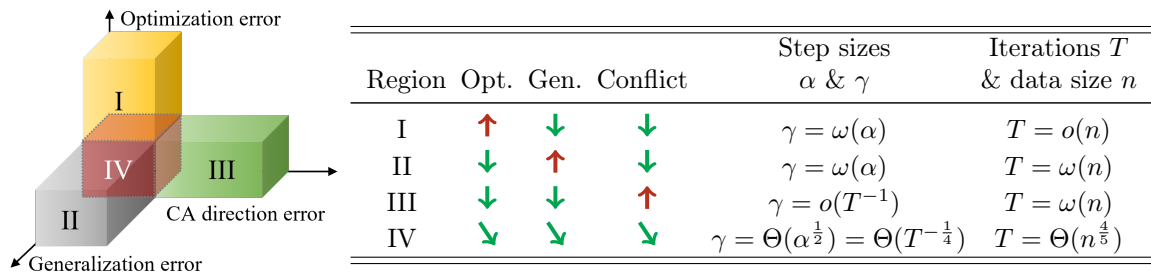 Optimization error
I
IV
III
II
CA direction error
Generalization error
Step sizes Iterations T
Region Opt. Gen. Conflict α & γ & data size n
I ↑ ↓ ↓ γ = ω(α) T = o(n)
II ↓ ↑ ↓ γ = ω(α) T = ω(n)
III ↓ ↓ ↑ γ = o(T⁻¹) T = ω(n)
IV ↘ ↘ ↘ γ = Θ(α^{1/2}) = Θ(T^{-1/4}) T = Θ(n^{4/5})